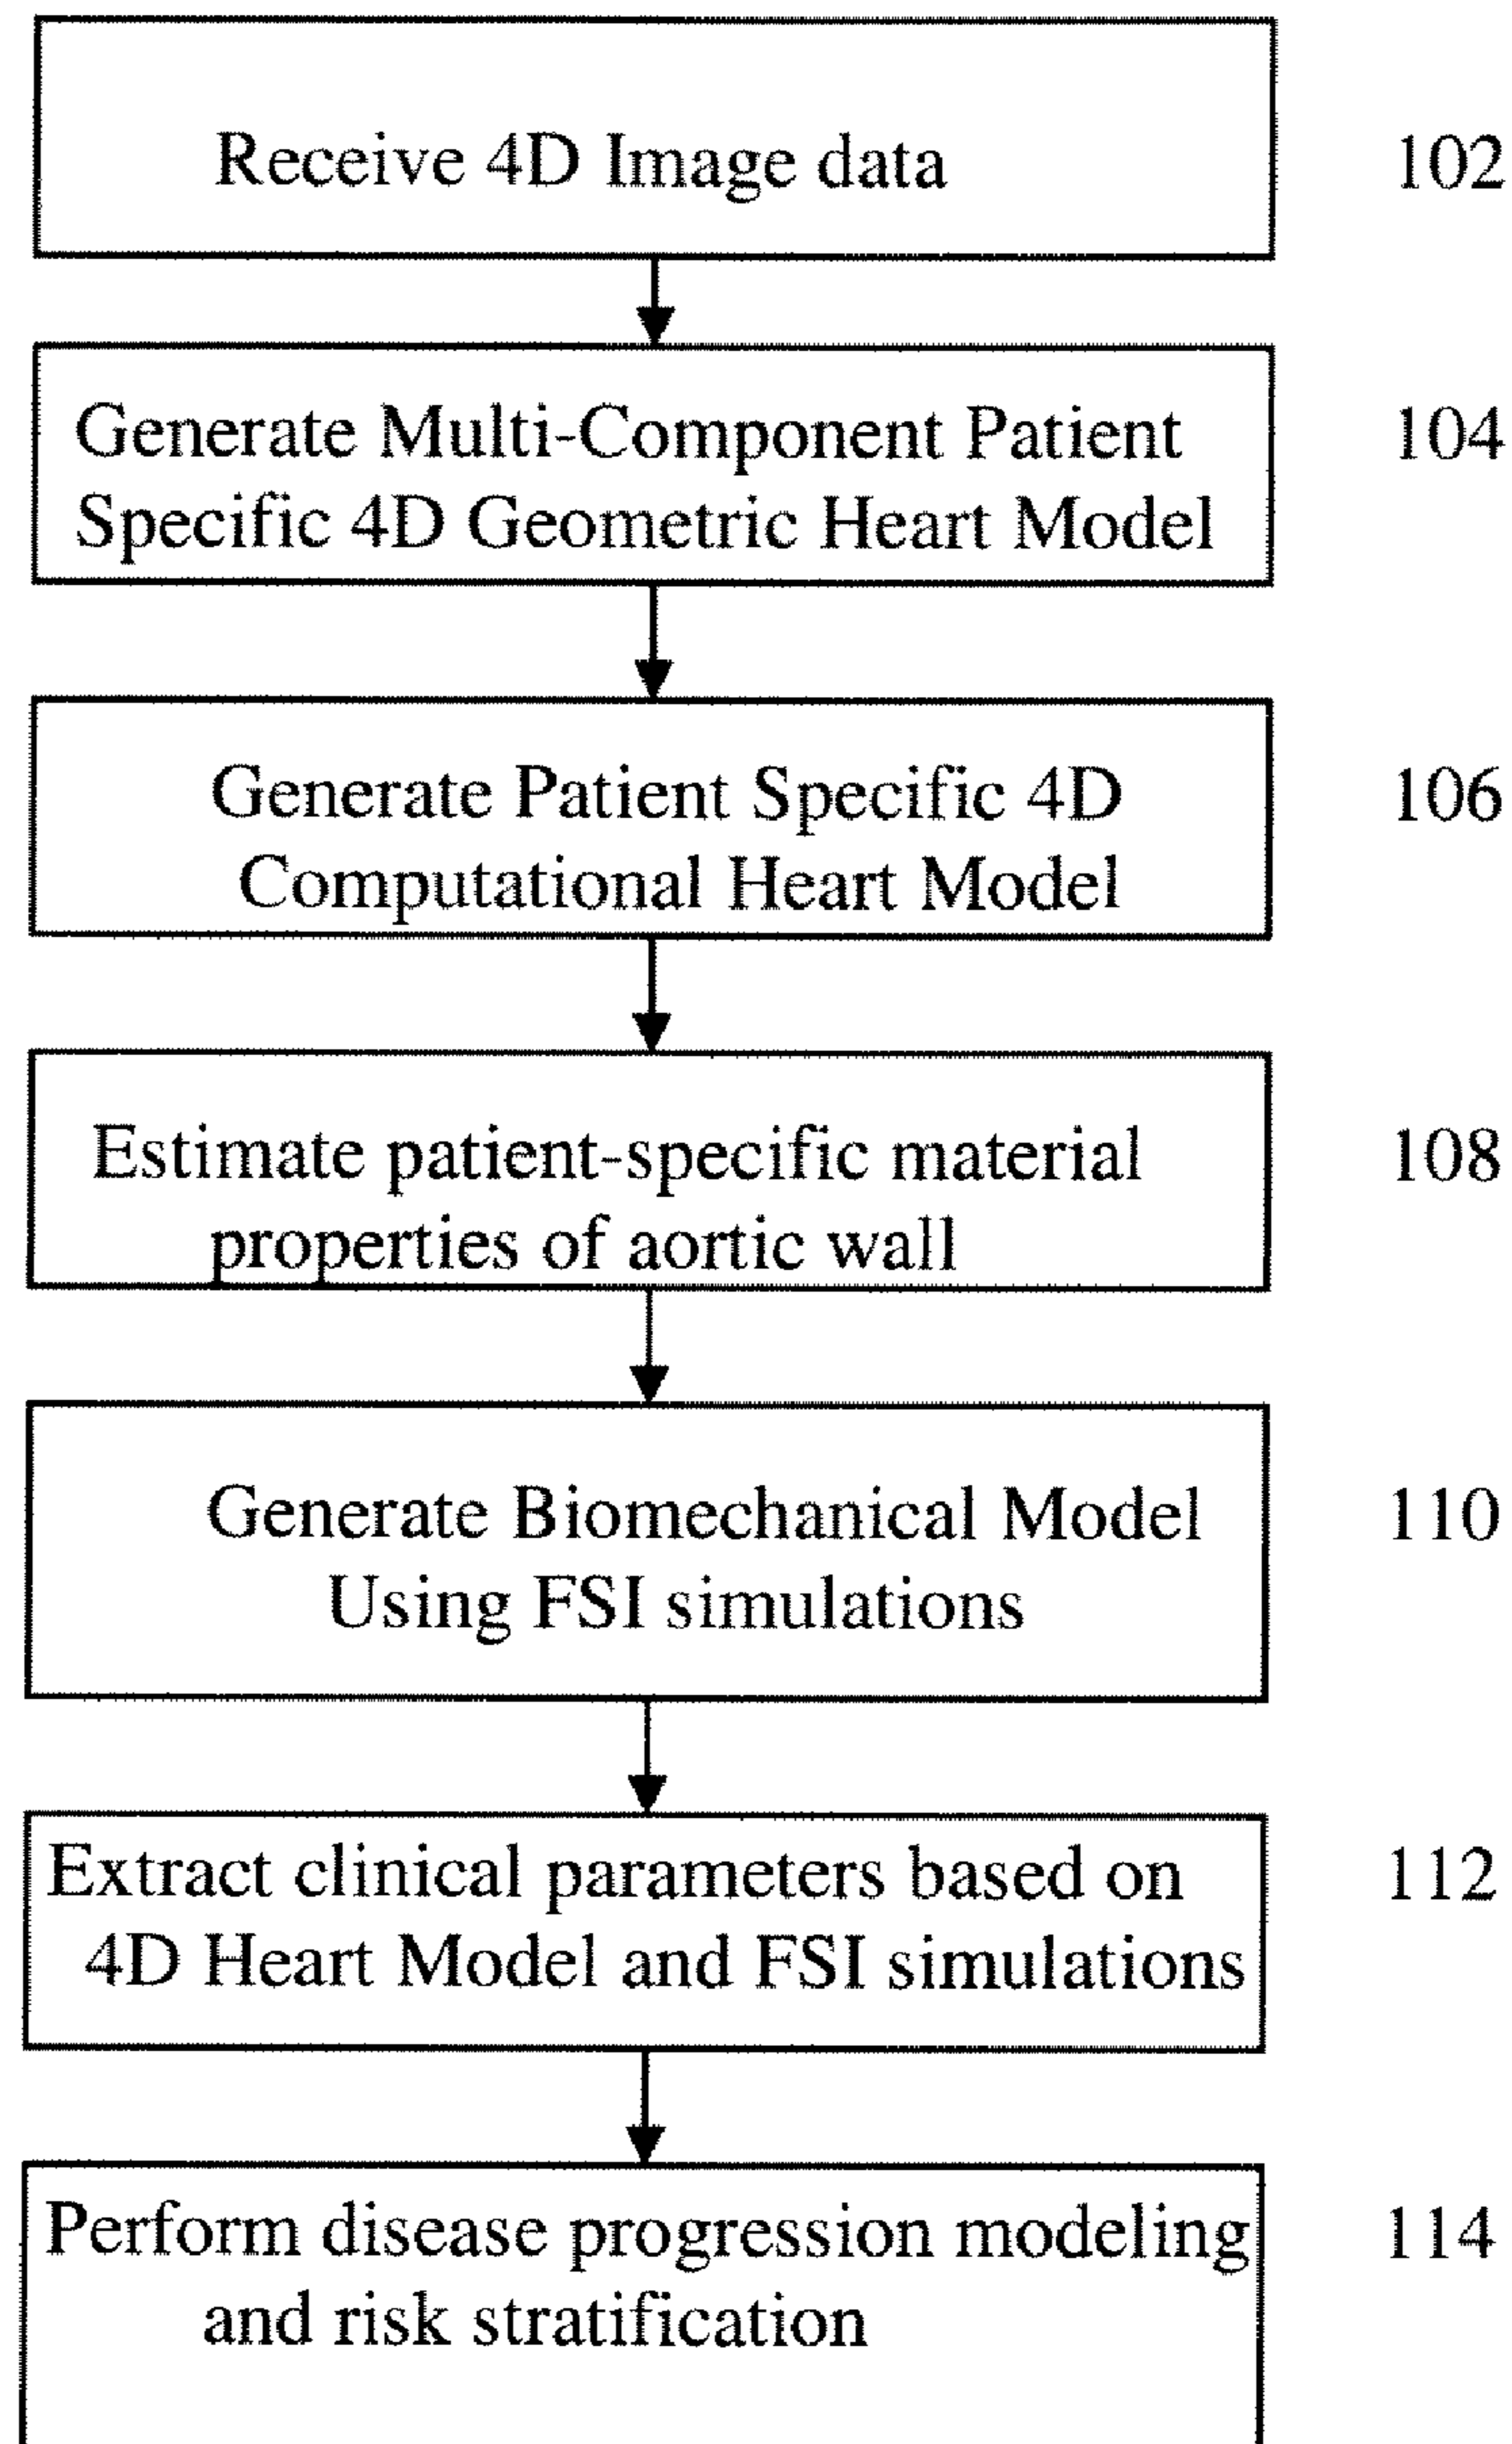 Receive 4D Image data
102
Generate Multi-Component Patient
Specific 4D Geometric Heart Model
104
Generate Patient Specific 4D
Computational Heart Model
106
Estimate patient-specific material
properties of aortic wall
108
Generate Biomechanical Model
Using FSI simulations
110
Extract clinical parameters based on
4D Heart Model and FSI simulations
112
Perform disease progression modeling
and risk stratification
114